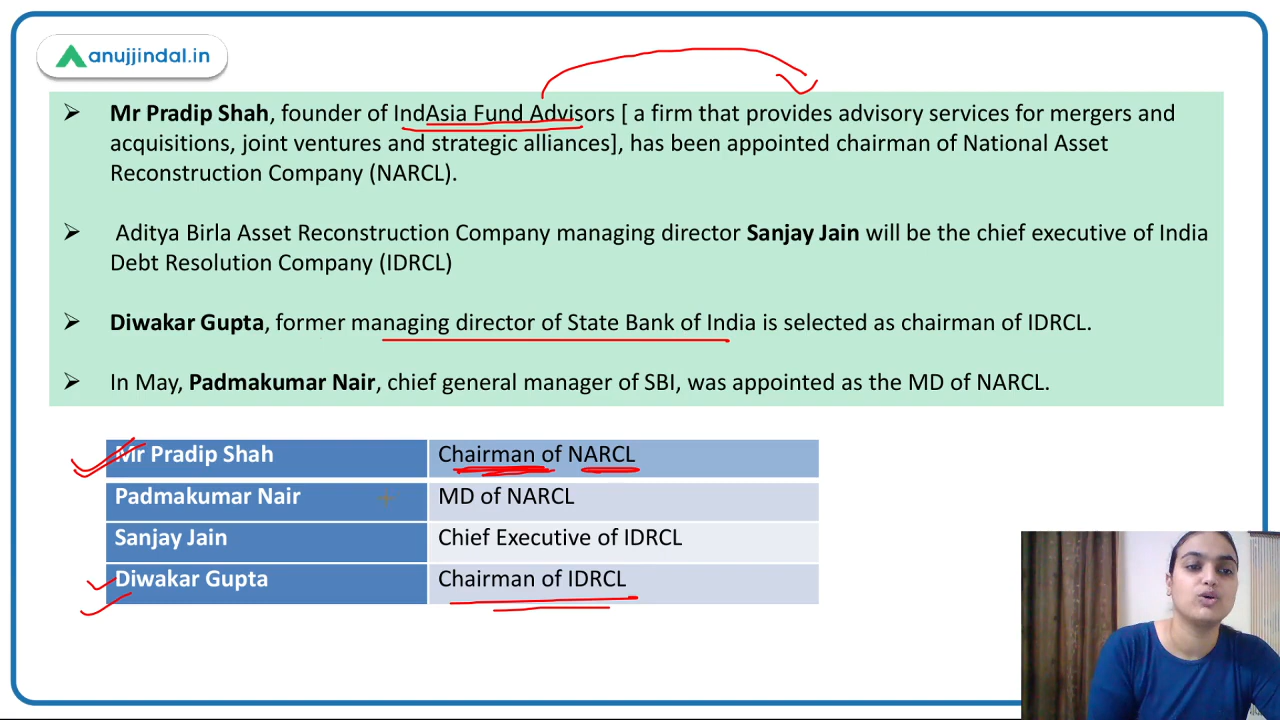 anujjindal.in
➢ Mr Pradip Shah, founder of IndAsia Fund Advisors [ a firm that provides advisory services for mergers and
acquisitions, joint ventures and strategic alliances], has been appointed chairman of National Asset
Reconstruction Company (NARCL).
➢ Aditya Birla Asset Reconstruction Company managing director Sanjay Jain will be the chief executive of India
Debt Resolution Company (IDRCL)
➢ Diwakar Gupta, former managing director of State Bank of India is selected as chairman of IDRCL.
➢ In May, Padmakumar Nair, chief general manager of SBI, was appointed as the MD of NARCL.
Mr Pradip Shah Chairman of NARCL
Padmakumar Nair MD of NARCL
Sanjay Jain Chief Executive of IDRCL
Diwakar Gupta Chairman of IDRCL